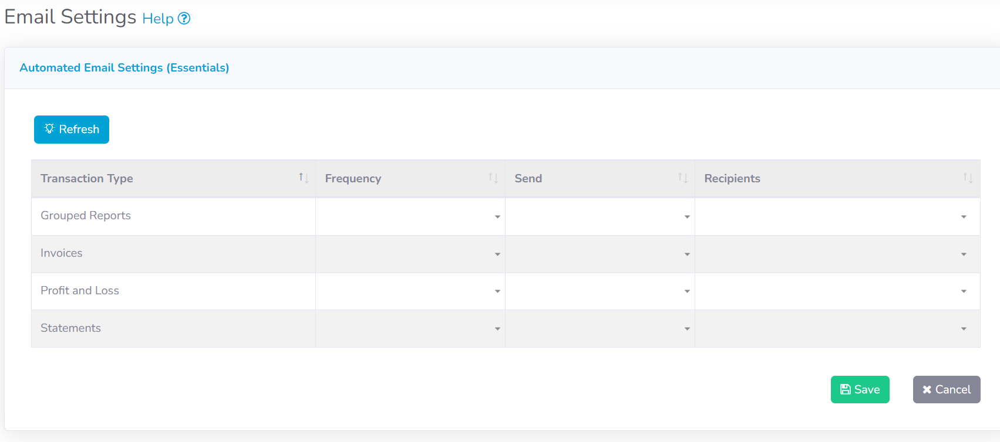 Email Settings Help
Automated Email Settings (Essentials)
Refresh
Transaction Type Frequency Send Recipients
Grouped Reports
Invoices
Profit and Loss
Statements
Save Cancel